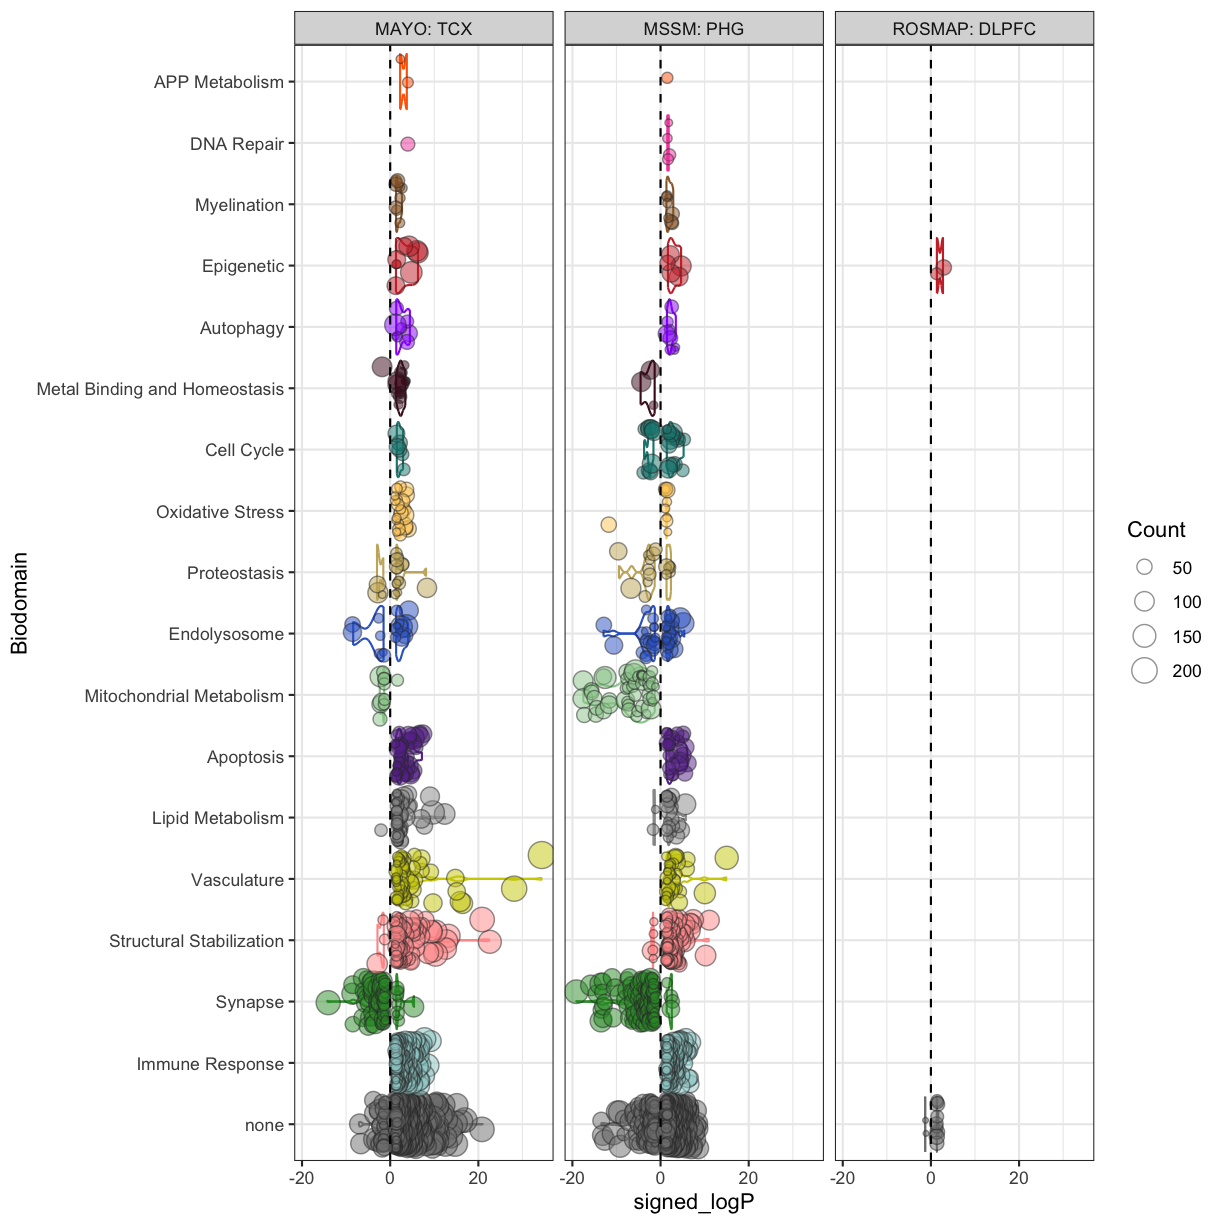 MAYO: TCX
MSSM: PHG
ROSMAP: DLPFC
APP Metabolism
DNA Repair
Myelination
Epigenetic
Autophagy
Metal Binding and Homeostasis
Cell Cycle
Oxidative Stress
Proteostasis
Endolysosome
Mitochondrial Metabolism
Apoptosis
Lipid Metabolism
Vasculature
Structural Stabilization
Synapse
Immune Response
none
Biodomain
-20 0 20
-20 0 20
-20 0 20
signed_logP
Count
50
100
150
200